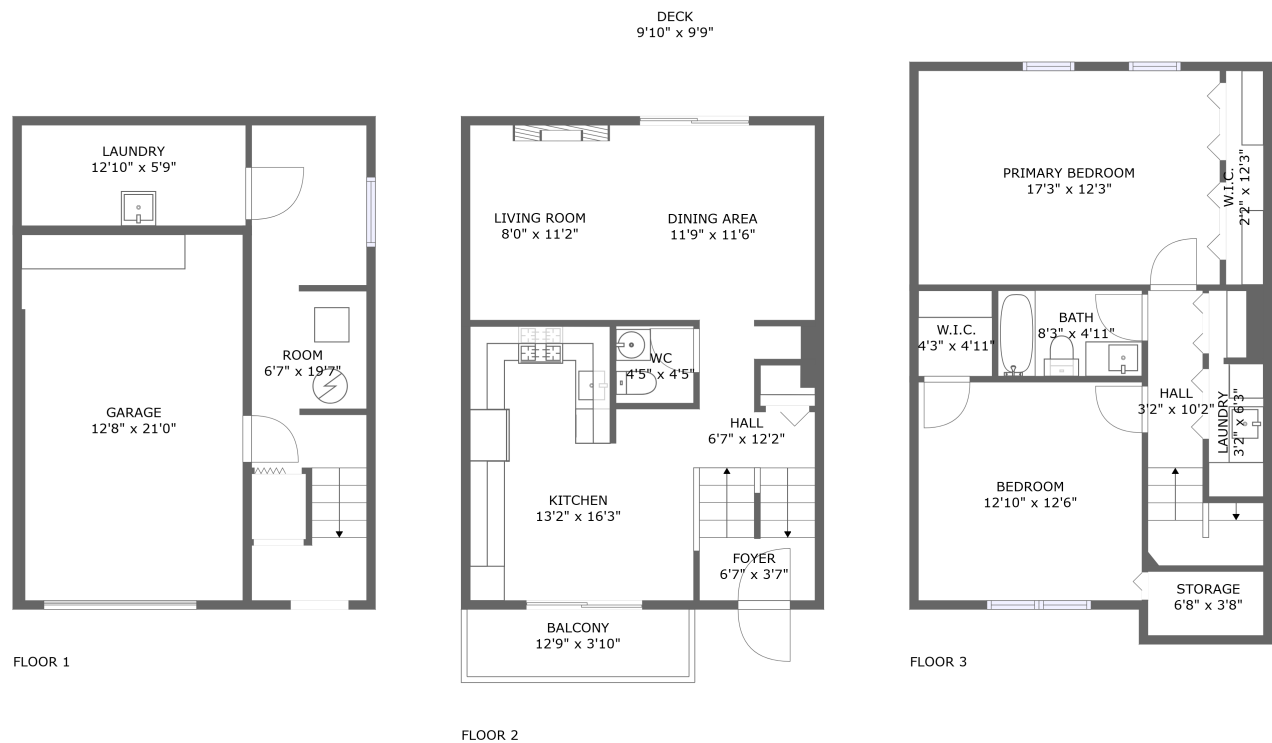 DECK
9'10" x 9'9"
LAUNDRY
12'10" x 5'9"
ROOM
6'7" x 19'7"
GARAGE
12'8" x 21'0"
FLOOR 1
LIVING ROOM
8'0" x 11'2"
DINING AREA
11'9" x 11'6"
WC
4'5" x 4'5"
HALL
6'7" x 12'2"
KITCHEN
13'2" x 16'3"
FOYER
6'7" x 3'7"
BALCONY
12'9" x 3'10"
FLOOR 2
PRIMARY BEDROOM
17'3" x 12'3"
W.I.C.
2'2" x 12'3"
W.I.C.
4'3" x 4'11"
BATH
8'3" x 4'11"
HALL
3'2" x 10'2"
LAUNDRY
3'2" x 6'3"
BEDROOM
12'10" x 12'6"
STORAGE
6'8" x 3'8"
FLOOR 3